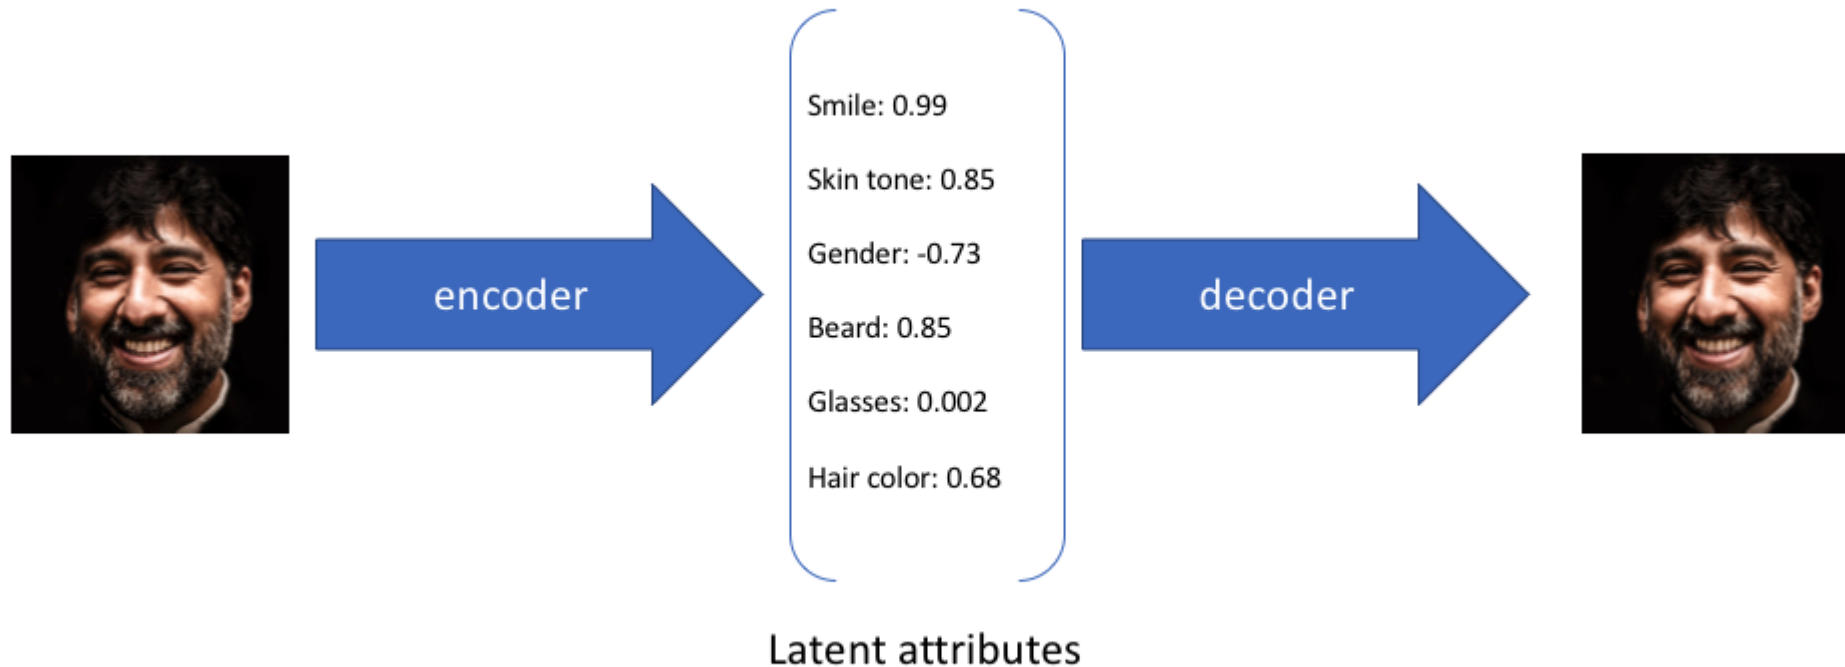 encoder
Smile: 0.99
Skin tone: 0.85
Gender: -0.73
Beard: 0.85
Glasses: 0.002
Hair color: 0.68
decoder
Latent attributes